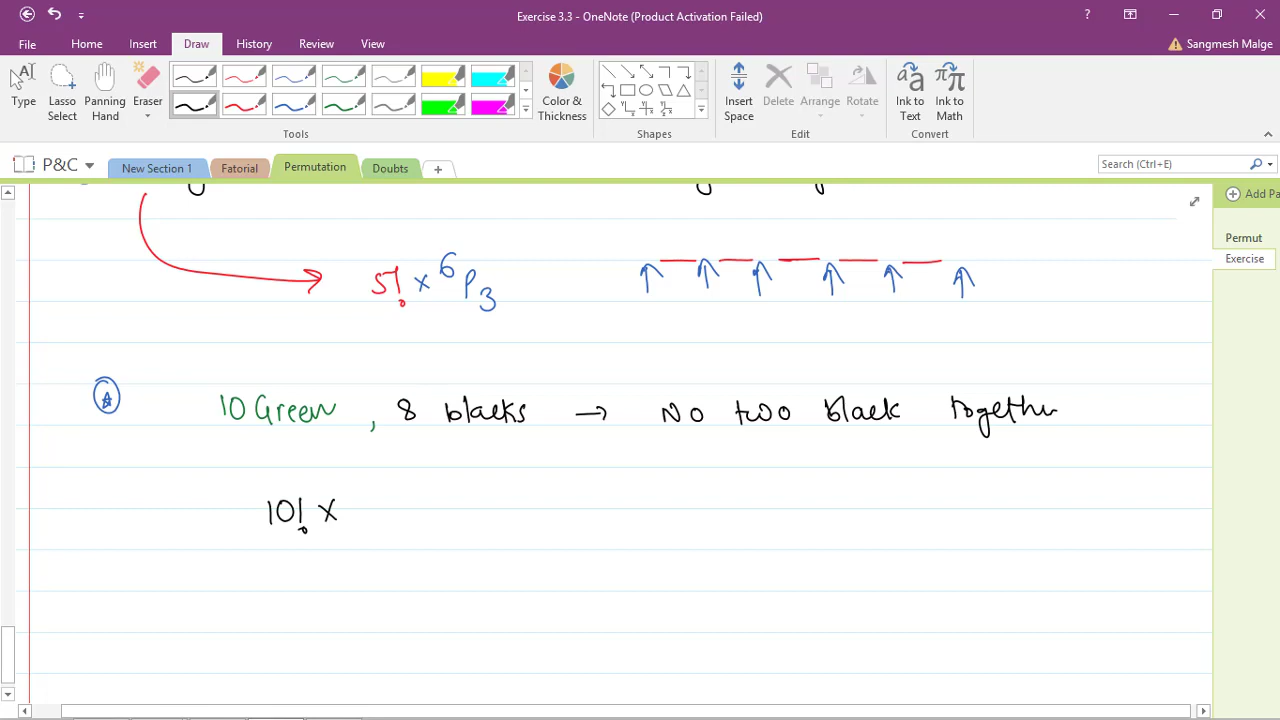 Exercise 3.3 - OneNote (Product Activation Failed)
?
File Home Insert Draw History Review View
Sangmesh Malge
Type
Lasso Select
Panning Hand
Eraser
Color & Thickness
Insert Space
Delete
Arrange
Rotate
Ink to Text
Ink to Math
Tools
Shapes
Edit
Convert
P&C
New Section 1
Fatorial
Permutation
Doubts
Search (Ctrl+E)
Add Pa
Permut
Exercise
5! × ⁶P₃
10 Green , 8 blacks → No two black together
10! ×